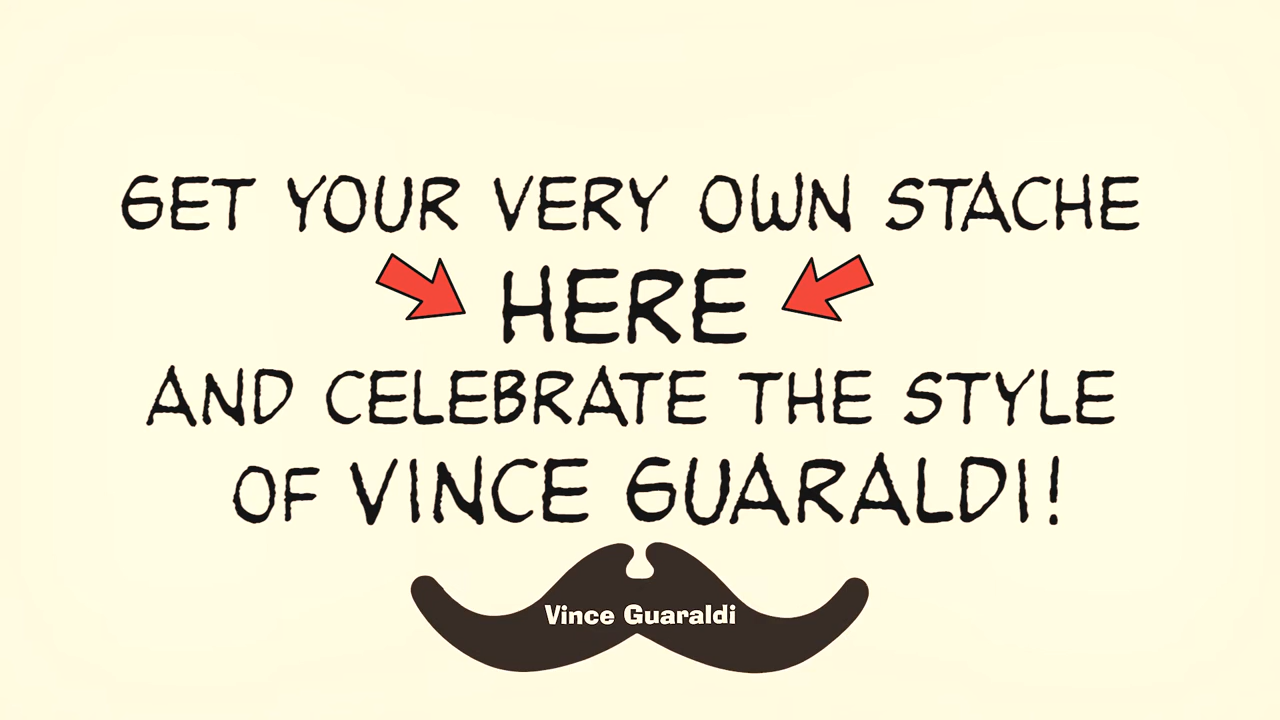 GET YOUR VERY OWN STACHE
HERE
AND CELEBRATE THE STYLE
OF VINCE GUARALDI!
Vince Guaraldi